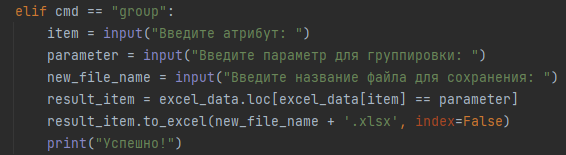 elif cmd == "group":
    item = input("Введите атрибут: ")
    parameter = input("Введите параметр для группировки: ")
    new_file_name = input("Введите название файла для сохранения: ")
    result_item = excel_data.loc[excel_data[item] == parameter]
    result_item.to_excel(new_file_name + '.xlsx', index=False)
    print("Успешно!")